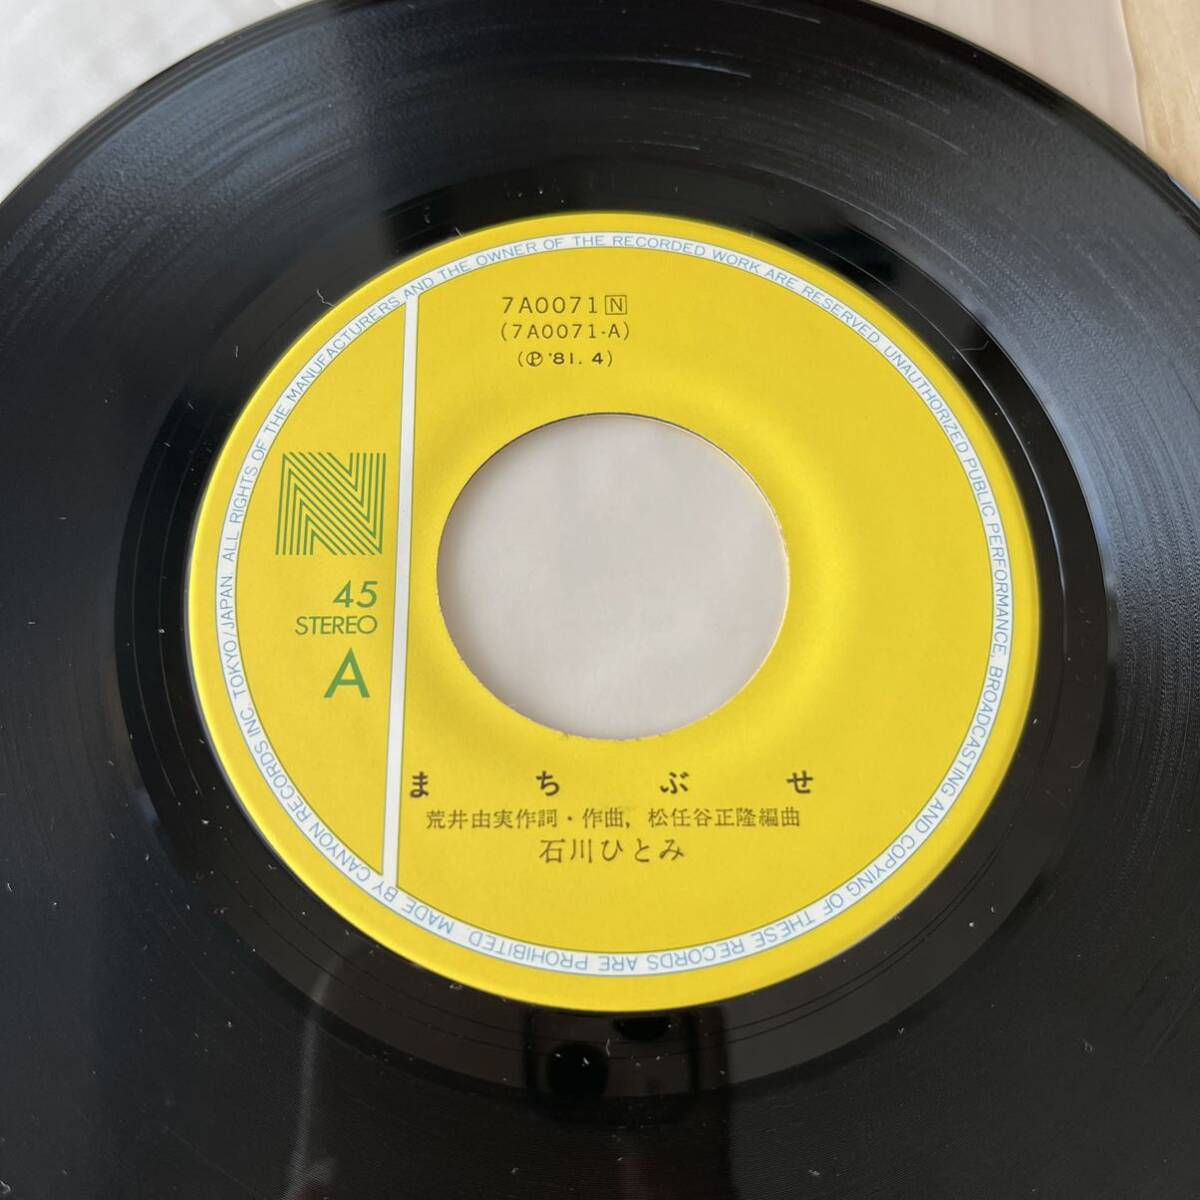 7A0071 N
(7A0071-A)
(Ⓟ '81. 4)
N
45
STEREO
A
まちぶせ
荒井由実作詞・作曲, 松任谷正隆編曲
石川ひとみ
ALL RIGHTS OF THE MANUFACTURERS AND THE OWNER OF THE RECORDED WORK ARE RESERVED. UNAUTHORIZED PUBLIC PERFORMANCE, BROADCASTING AND COPYING OF THESE RECORDS ARE PROHIBITED. MADE BY CANYON RECORDS INC. TOKYO/JAPAN.